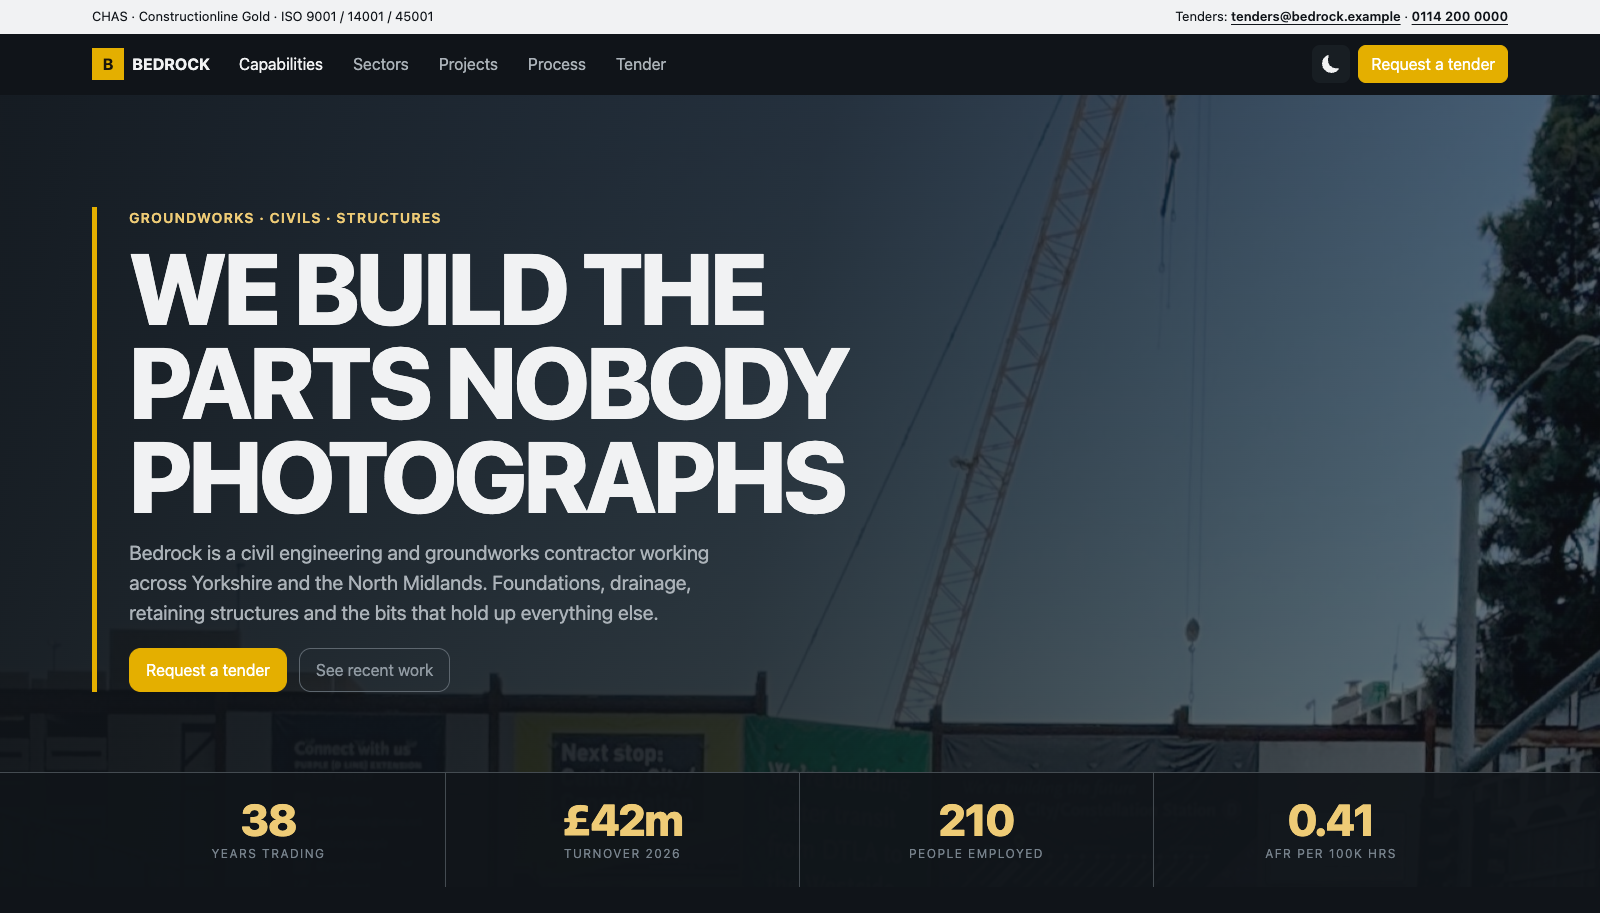 CHAS · Constructionline Gold · ISO 9001 / 14001 / 45001
Tenders: tenders@bedrock.example · 0114 200 0000
B BEDROCK Capabilities Sectors Projects Process Tender Request a tender
GROUNDWORKS · CIVILS · STRUCTURES
WE BUILD THE
PARTS NOBODY
PHOTOGRAPHS
Bedrock is a civil engineering and groundworks contractor working
across Yorkshire and the North Midlands. Foundations, drainage,
retaining structures and the bits that hold up everything else.
Request a tender See recent work
Connect with us
PURPLE (D LINE) EXTENSION
Next stop:
38 £42m 210 0.41
YEARS TRADING TURNOVER 2026 PEOPLE EMPLOYED AFR PER 100K HRS